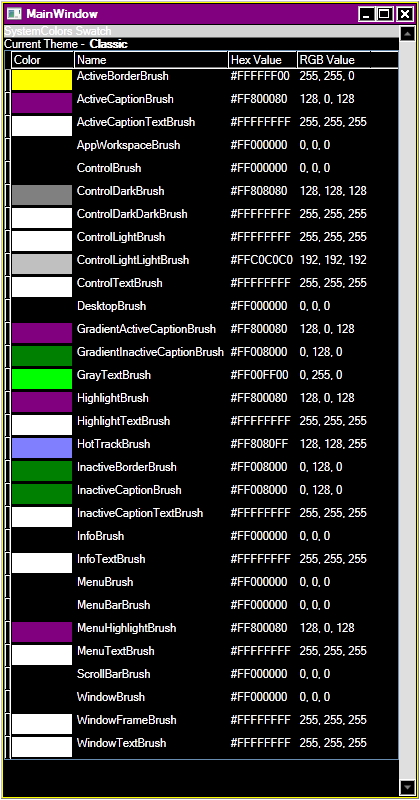 MainWindow
SystemColors Swatch
Current Theme - Classic
Color Name Hex Value RGB Value
ActiveBorderBrush #FFFFFF00 255, 255, 0
ActiveCaptionBrush #FF800080 128, 0, 128
ActiveCaptionTextBrush #FFFFFFFF 255, 255, 255
AppWorkspaceBrush #FF000000 0, 0, 0
ControlBrush #FF000000 0, 0, 0
ControlDarkBrush #FF808080 128, 128, 128
ControlDarkDarkBrush #FFFFFFFF 255, 255, 255
ControlLightBrush #FFFFFFFF 255, 255, 255
ControlLightLightBrush #FFC0C0C0 192, 192, 192
ControlTextBrush #FFFFFFFF 255, 255, 255
DesktopBrush #FF000000 0, 0, 0
GradientActiveCaptionBrush #FF800080 128, 0, 128
GradientInactiveCaptionBrush #FF008000 0, 128, 0
GrayTextBrush #FF00FF00 0, 255, 0
HighlightBrush #FF800080 128, 0, 128
HighlightTextBrush #FFFFFFFF 255, 255, 255
HotTrackBrush #FF8080FF 128, 128, 255
InactiveBorderBrush #FF008000 0, 128, 0
InactiveCaptionBrush #FF008000 0, 128, 0
InactiveCaptionTextBrush #FFFFFFFF 255, 255, 255
InfoBrush #FF000000 0, 0, 0
InfoTextBrush #FFFFFFFF 255, 255, 255
MenuBrush #FF000000 0, 0, 0
MenuBarBrush #FF000000 0, 0, 0
MenuHighlightBrush #FF800080 128, 0, 128
MenuTextBrush #FFFFFFFF 255, 255, 255
ScrollBarBrush #FF000000 0, 0, 0
WindowBrush #FF000000 0, 0, 0
WindowFrameBrush #FFFFFFFF 255, 255, 255
WindowTextBrush #FFFFFFFF 255, 255, 255